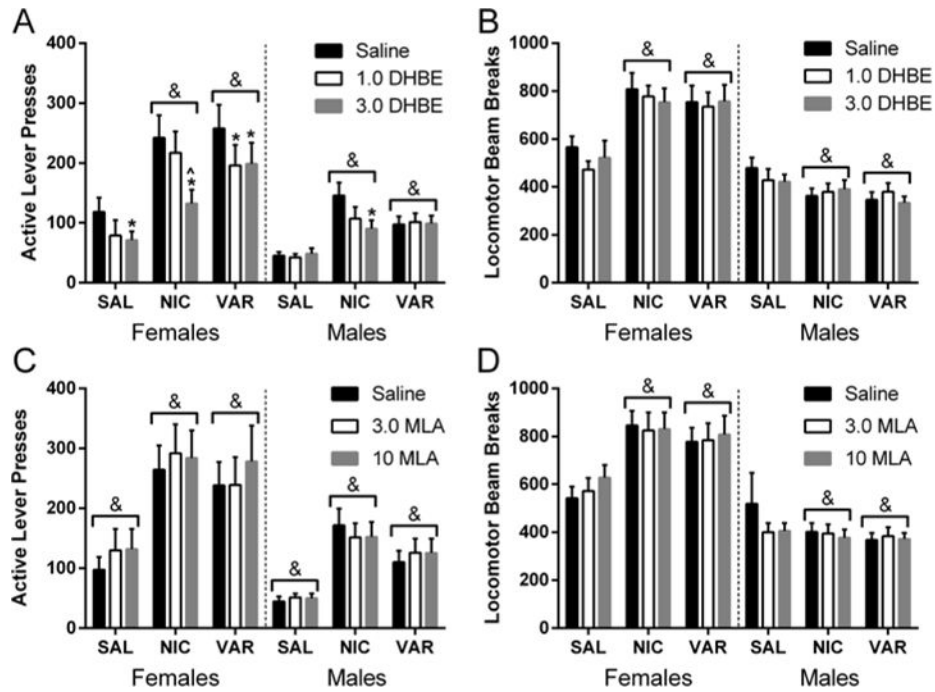 A
400
300
200
100
0
Active Lever Presses
Saline
1.0 DHBE
3.0 DHBE
& & & &
* ^ * * * *
SAL NIC VAR SAL NIC VAR
Females Males
B
1000
800
600
400
200
0
Locomotor Beam Breaks
Saline
1.0 DHBE
3.0 DHBE
& & & &
SAL NIC VAR SAL NIC VAR
Females Males
C
400
300
200
100
0
Active Lever Presses
Saline
3.0 MLA
10 MLA
& & & & & &
SAL NIC VAR SAL NIC VAR
Females Males
D
1000
800
600
400
200
0
Locomotor Beam Breaks
Saline
3.0 MLA
10 MLA
& & & &
SAL NIC VAR SAL NIC VAR
Females Males